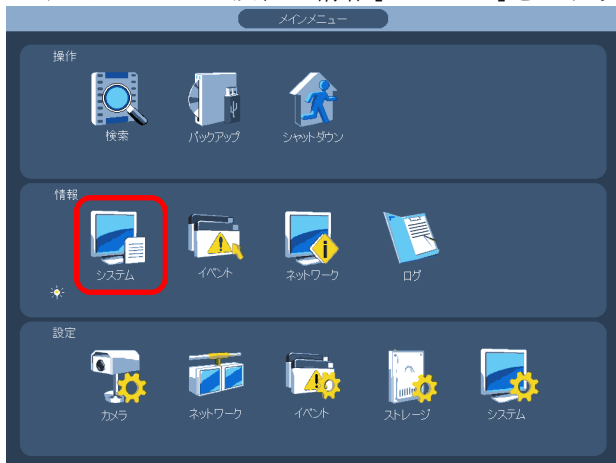 メインメニュー
操作
検索
バックアップ
シャットダウン
情報
システム
イベント
ネットワーク
ログ
設定
カメラ
ネットワーク
イベント
ストレージ
システム